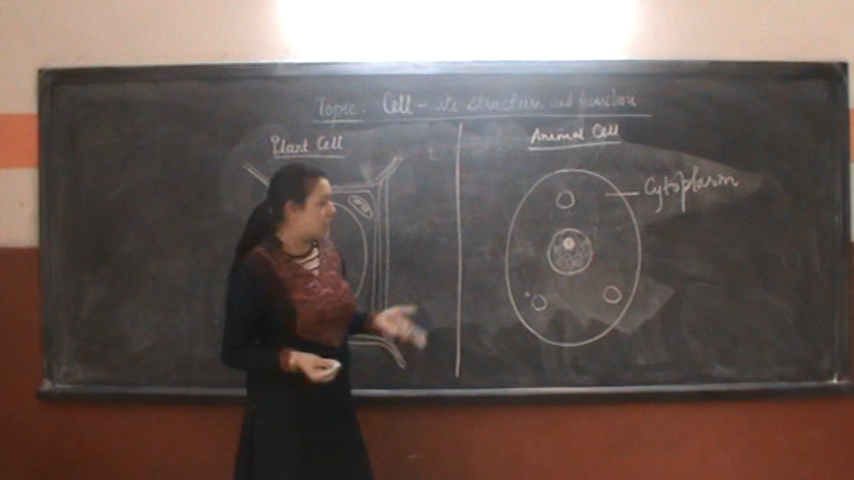 Topic. Cell - its structure and function
Plant Cell
Animal Cell
Cytoplasm